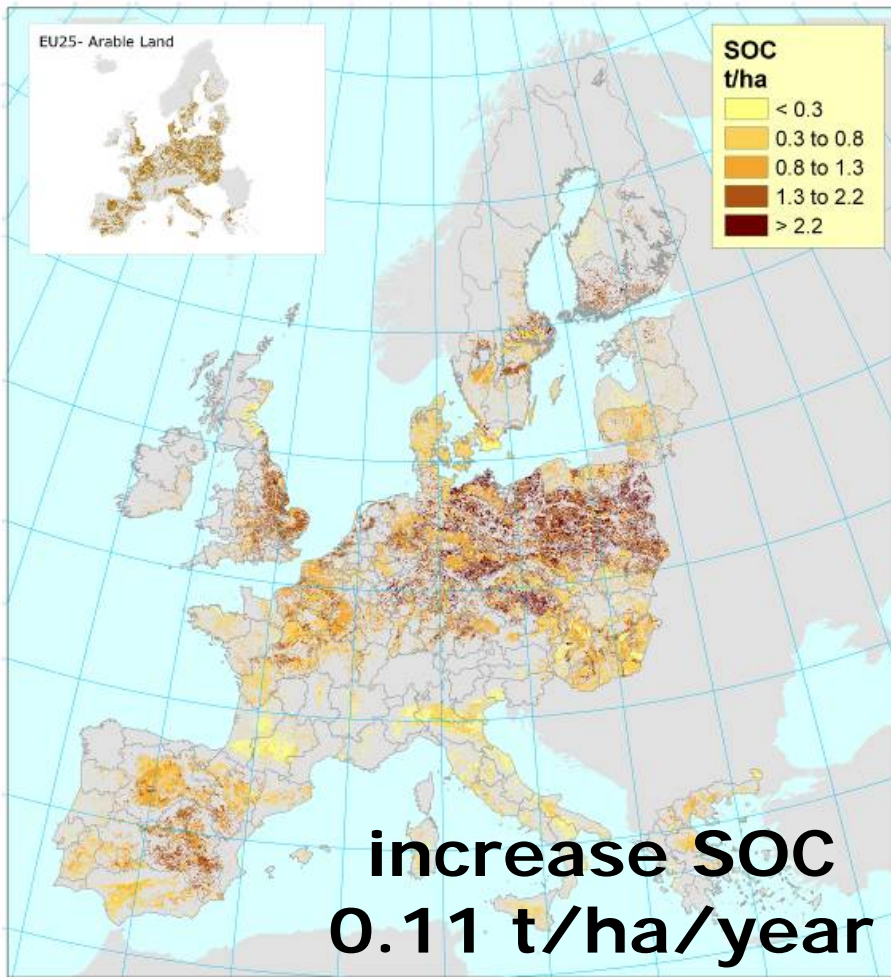 EU25- Arable Land
SOC
t/ha
< 0.3
0.3 to 0.8
0.8 to 1.3
1.3 to 2.2
> 2.2
increase SOC
0.11 t/ha/year